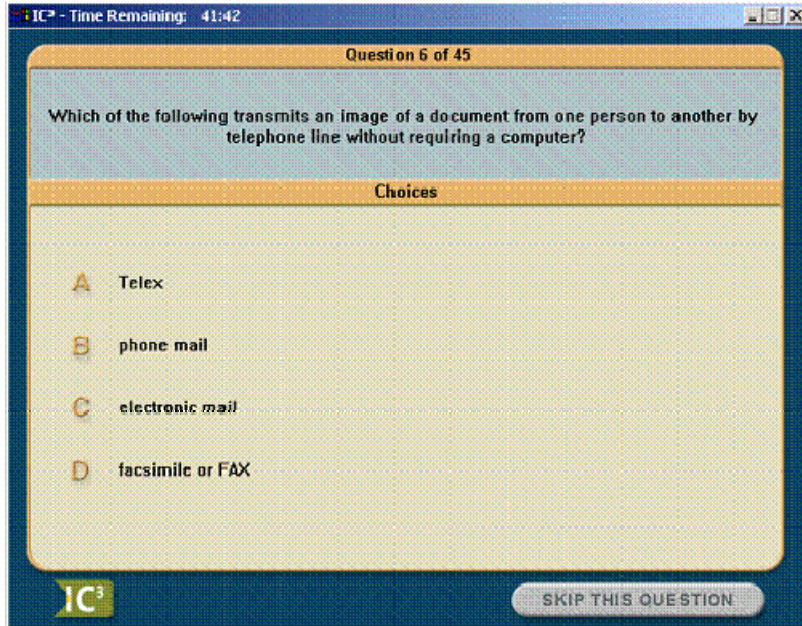 IC³ - Time Remaining: 41:42
Question 6 of 45
Which of the following transmits an image of a document from one person to another by
telephone line without requiring a computer?
Choices
A Telex
B phone mail
C electronic mail
D facsimile or FAX
IC³
SKIP THIS QUESTION